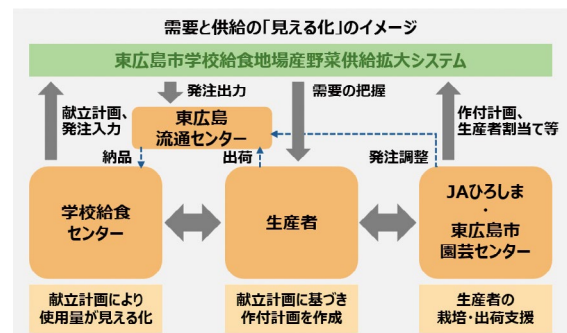 需要と供給の「見える化」のイメージ
東広島市学校給食地場産野菜供給拡大システム
献立計画、
発注入力
発注出力
需要の把握
作付計画、
生産者割当て等
東広島
流通センター
納品
出荷
発注調整
学校給食
センター
生産者
JAひろしま
・
東広島市
園芸センター
献立計画により
使用量が見える化
献立計画に基づき
作付計画を作成
生産者の
栽培・出荷支援